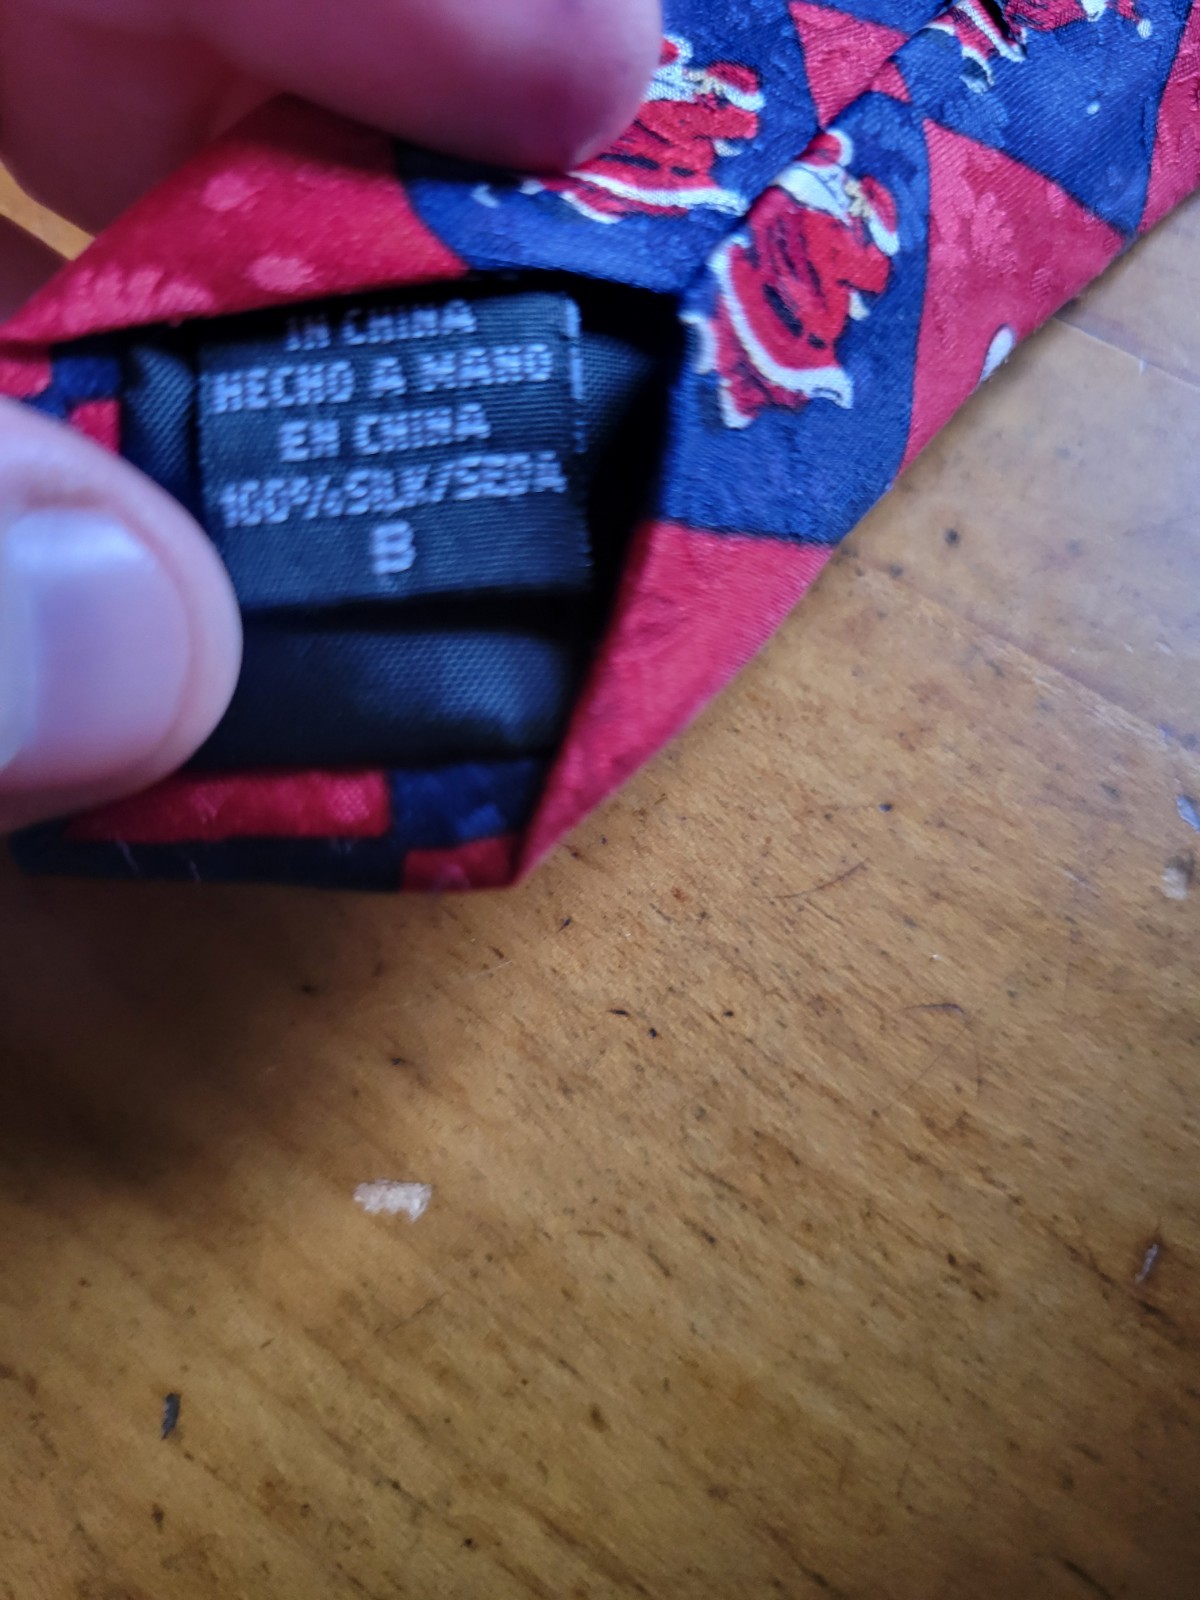 IN CHINA
HECHO A MANO
EN CHINA
100%SILK/SEDA
B